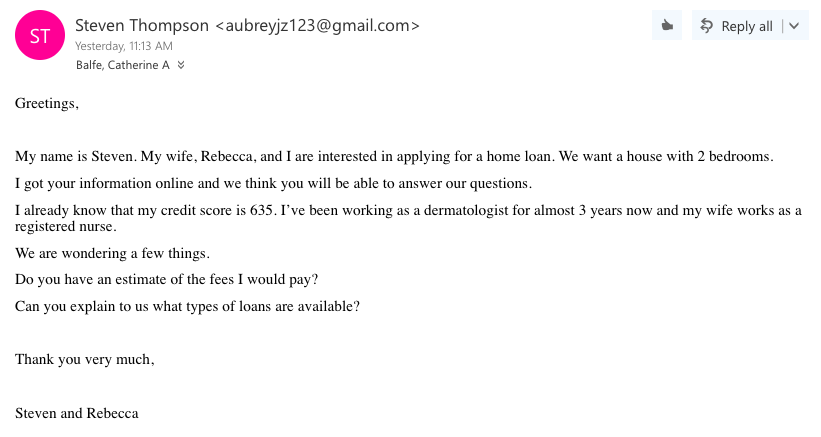 ST
Steven Thompson <aubreyjz123@gmail.com>
Reply all
Yesterday, 11:13 AM
Balfe, Catherine A
Greetings,
My name is Steven. My wife, Rebecca, and I are interested in applying for a home loan. We want a house with 2 bedrooms.
I got your information online and we think you will be able to answer our questions.
I already know that my credit score is 635. I’ve been working as a dermatologist for almost 3 years now and my wife works as a
registered nurse.
We are wondering a few things.
Do you have an estimate of the fees I would pay?
Can you explain to us what types of loans are available?
Thank you very much,
Steven and Rebecca